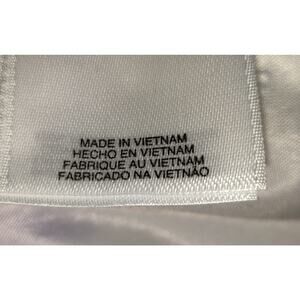 MADE IN VIETNAM
HECHO EN VIETNAM
FABRIQUE AU VIETNAM
FABRICADO NA VIETNÃO